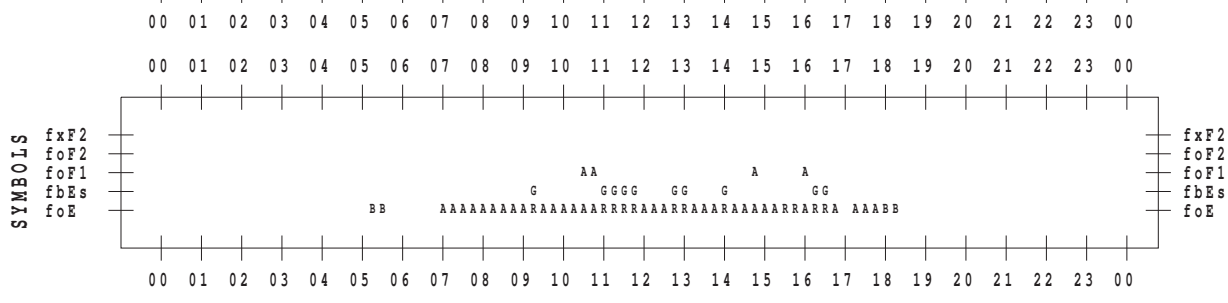 00 01 02 03 04 05 06 07 08 09 10 11 12 13 14 15 16 17 18 19 20 21 22 23 00
00 01 02 03 04 05 06 07 08 09 10 11 12 13 14 15 16 17 18 19 20 21 22 23 00
SYMBOLS
fxF2 fxF2
foF2 foF2
foF1 AA A A foF1
fbEs G GGGG GG G GG fbEs
foE BB AAAAAAAAARAAAAAARRRRAAARRAAARAAAAARRARRA AAABB foE
00 01 02 03 04 05 06 07 08 09 10 11 12 13 14 15 16 17 18 19 20 21 22 23 00